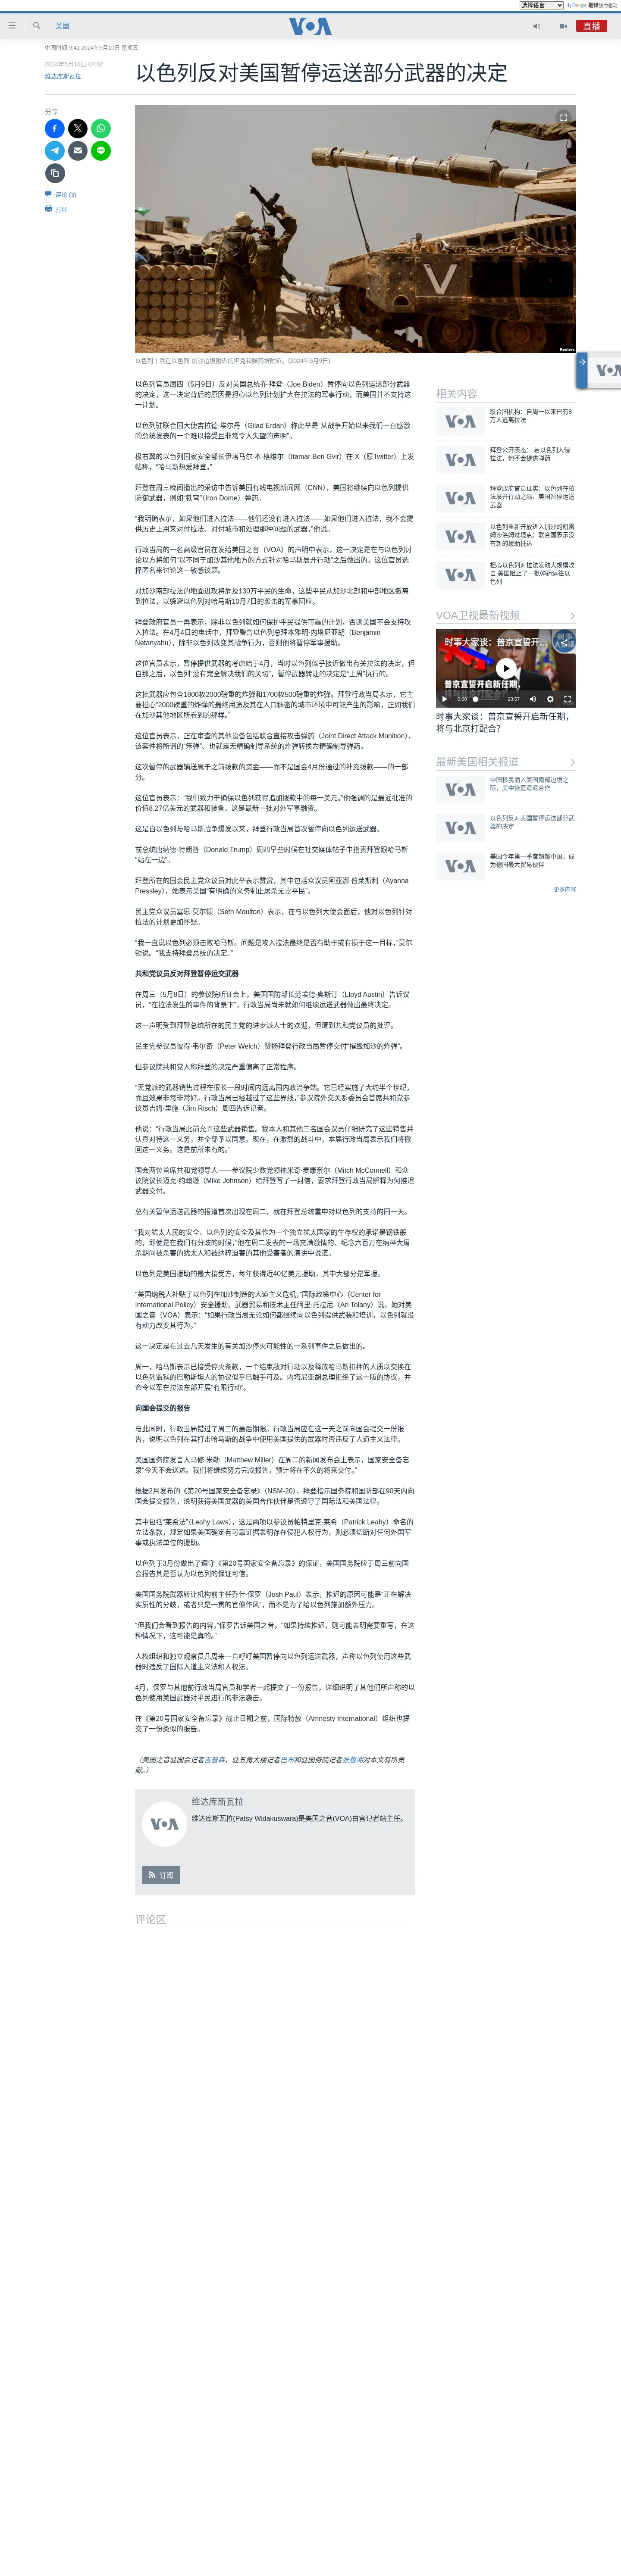 选择语言
由 Google 翻译强力驱动
美国
VOA
直播
中国时间 9:41 2024年5月10日 星期五
2024年5月10日 07:02
维达库斯瓦拉
以色列反对美国暂停运送部分武器的决定
分享
评论 (3)
打印
Reuters
以色列士兵在以色列-加沙边境附近的坦克和弹药堆附近。(2024年5月9日)
以色列官员周四（5月9日）反对美国总统乔·拜登（Joe Biden）暂停向以色列运送部分武器
的决定，这一决定背后的原因是担心以色列计划扩大在拉法的军事行动，而美国并不支持这
一计划。
以色列驻联合国大使吉拉德·埃尔丹（Gilad Erdan）称此举是“从战争开始以来我们一直感激
的总统发表的一个难以接受且非常令人失望的声明”。
极右翼的以色列国家安全部长伊塔马尔·本·格维尔（Itamar Ben Gvir）在 X（原Twitter）上发
帖称，“哈马斯热爱拜登。”
拜登在周三晚间播出的采访中告诉美国有线电视新闻网（CNN），美国将继续向以色列提供
防御武器，例如“铁穹”（Iron Dome）弹药。
“我明确表示，如果他们进入拉法——他们还没有进入拉法——如果他们进入拉法，我不会提
供历史上用来对付拉法、对付城市和处理那种问题的武器，”他说。
行政当局的一名高级官员在发给美国之音（VOA）的声明中表示，这一决定是在与以色列讨
论以方将如何“以不同于加沙其他地方的方式针对哈马斯展开行动”之后做出的。这位官员选
择匿名来讨论这一敏感议题。
对加沙南部拉法的地面进攻将危及130万平民的生命，这些平民从加沙北部和中部地区撤离
到拉法，以躲避以色列对哈马斯10月7日的袭击的军事回应。
拜登政府官员一再表示，除非以色列就如何保护平民提供可靠的计划，否则美国不会支持攻
入拉法。在4月4日的电话中，拜登警告以色列总理本雅明·内塔尼亚胡（Benjamin
Netanyahu），除非以色列改变其战争行为，否则他将暂停军事援助。
这位官员表示，暂停提供武器的考虑始于4月，当时以色列似乎接近做出有关拉法的决定，但
自那之后，以色列“没有完全解决我们的关切”，暂停武器转让的决定是“上周”执行的。
这批武器应包含1800枚2000磅重的炸弹和1700枚500磅重的炸弹。拜登行政当局表示，它主
要担心“2000磅重的炸弹的最终用途及其在人口稠密的城市环境中可能产生的影响，正如我们
在加沙其他地区所看到的那样。”
这位官员表示，正在审查的其他设备包括联合直接攻击弹药（Joint Direct Attack Munition），
该套件将所谓的“笨弹”、也就是无精确制导系统的炸弹转换为精确制导弹药。
这次暂停的武器输送属于之前拨款的资金——而不是国会4月份通过的补充拨款——的一部
分。
这位官员表示：“我们致力于确保以色列获得追加拨款中的每一美元。”他强调的是最近批准的
价值8.27亿美元的武器和装备，这是最新一批对外军事融资。
这是自以色列与哈马斯战争爆发以来，拜登行政当局首次暂停向以色列运送武器。
前总统唐纳德·特朗普（Donald Trump）周四早些时候在社交媒体帖子中指责拜登跟哈马斯
“站在一边”。
拜登所在的国会民主党众议员对此举表示赞赏，其中包括众议员阿亚娜·普莱斯利（Ayanna
Pressley），她表示美国“有明确的义务制止屠杀无辜平民”。
民主党众议员塞思·莫尔顿（Seth Moulton）表示，在与以色列大使会面后，他对以色列针对
拉法的计划更加怀疑。
“我一直说以色列必须击败哈马斯。问题是攻入拉法最终是否有助于或有损于这一目标，”莫尔
顿说。“我支持拜登总统的决定。”
共和党议员反对拜登暂停运交武器
在周三（5月8日）的参议院听证会上，美国国防部长劳埃德·奥斯汀（Lloyd Austin）告诉议
员，“在拉法发生的事件的背景下”，行政当局尚未就如何继续运送武器做出最终决定。
这一声明受到拜登总统所在的民主党的进步派人士的欢迎，但遭到共和党议员的批评。
民主党参议员彼得·韦尔奇（Peter Welch）赞扬拜登行政当局暂停交付“摧毁加沙的炸弹”。
但参议院共和党人称拜登的决定严重偏离了正常程序。
“无党派的武器销售过程在很长一段时间内远离国内政治争端。它已经实施了大约半个世纪，
而且效果非常非常好。行政当局已经越过了这些界线，”参议院外交关系委员会首席共和党参
议员吉姆·里施（Jim Risch）周四告诉记者。
他说：“行政当局此前允许这些武器销售。我本人和其他三名国会议员仔细研究了这些销售并
认真对待这一义务，并全部予以同意。现在，在激烈的战斗中，本届行政当局表示我们将撤
回这一义务。这是前所未有的。”
国会两位首席共和党领导人——参议院少数党领袖米奇·麦康奈尔（Mitch McConnell）和众
议院议长迈克·约翰逊（Mike Johnson）给拜登写了一封信，要求拜登行政当局解释为何推迟
武器交付。
总有关暂停运送武器的报道首次出现在周二，就在拜登总统重申对以色列的支持的同一天。
“我对犹太人民的安全、以色列的安全及其作为一个独立犹太国家的生存权的承诺是钢铁般
的，即使是在我们有分歧的时候，”他在周二发表的一场充满激情的、纪念六百万在纳粹大屠
杀期间被杀害的犹太人和被纳粹迫害的其他受害者的演讲中说道。
以色列是美国援助的最大接受方，每年获得近40亿美元援助，其中大部分是军援。
“美国纳税人补贴了以色列在加沙制造的人道主义危机，”国际政策中心（Center for
International Policy）安全援助、武器贸易和技术主任阿里·托拉尼（Ari Tolany）说。她对美
国之音（VOA）表示：“如果行政当局无论如何都继续向以色列提供武装和培训，以色列就没
有动力改变其行为。”
这一决定是在过去几天发生的有关加沙停火可能性的一系列事件之后做出的。
周一，哈马斯表示已接受停火条款，一个结束敌对行动以及释放哈马斯扣押的人质以交换在
以色列监狱的巴勒斯坦人的协议似乎已触手可及。内塔尼亚胡总理拒绝了这一版的协议，并
命令以军在拉法东部开展“有限行动”。
向国会提交的报告
与此同时，行政当局错过了周三的最后期限。行政当局应在这一天之前向国会提交一份报
告，说明以色列在其打击哈马斯的战争中使用美国提供的武器时否违反了人道主义法律。
美国国务院发言人马修·米勒（Matthew Miller）在周二的新闻发布会上表示，国家安全备忘
录“今天不会送达。我们将继续努力完成报告，预计将在不久的将来交付。”
根据2月发布的《第20号国家安全备忘录》（NSM-20），拜登指示国务院和国防部在90天内向
国会提交报告，说明获得美国武器的美国合作伙伴是否遵守了国际法和美国法律。
其中包括“莱希法”（Leahy Laws），这是两项以参议员帕特里克·莱希（Patrick Leahy）命名的
立法条款，规定如果美国确定有可靠证据表明存在侵犯人权行为，则必须切断对任何外国军
事或执法单位的援助。
以色列于3月份做出了遵守《第20号国家安全备忘录》的保证，美国国务院应于周三前向国
会报告其是否认为以色列的保证可信。
美国国务院武器转让机构前主任乔什·保罗（Josh Paul）表示，推迟的原因可能是“正在解决
实质性的分歧，或者只是一贯的官僚作风”，而不是为了给以色列施加额外压力。
“但我们会看到报告的内容，”保罗告诉美国之音。“如果持续推迟，则可能表明需要重写，在这
种情况下，这可能是真的。”
人权组织和独立观察员几周来一直呼吁美国暂停向以色列运送武器，声称以色列使用这些武
器时违反了国际人道主义法和人权法。
4月，保罗与其他前行政当局官员和学者一起提交了一份报告，详细说明了其他们所声称的以
色列使用美国武器对平民进行的非法袭击。
在《第20号国家安全备忘录》截止日期之前，国际特赦（Amnesty International）组织也提
交了一份类似的报告。
（美国之音驻国会记者吉普森、驻五角大楼记者巴布和驻国务院记者张蓉湘对本文有所贡
献。）
VOA
维达库斯瓦拉
维达库斯瓦拉(Patsy Widakuswara)是美国之音(VOA)白宫记者站主任。
订阅
评论区
相关内容
VOA
联合国机构：自周一以来已有8
万人逃离拉法
VOA
拜登公开表态： 若以色列入侵
拉法，他不会提供弹药
VOA
拜登政府官员证实：以色列在拉
法展开行动之际，美国暂停运送
武器
VOA
以色列重新开放进入加沙的凯雷
姆沙洛姆过境点；联合国表示没
有新的援助抵达
VOA
担心以色列对拉法发动大规模攻
击 美国阻止了一批弹药运往以
色列
VOA卫视最新视频
时事大家谈：普京宣誓开...
普京宣誓开启新任期，
0:00
23:57
时事大家谈：普京宣誓开启新任期，
将与北京打配合？
最新美国相关报道
VOA
中国移民涌入美国南部边境之
际，美中恢复遣返合作
VOA
以色列反对美国暂停运送部分武
器的决定
VOA
美国今年第一季度超越中国，成
为德国最大贸易伙伴
更多内容